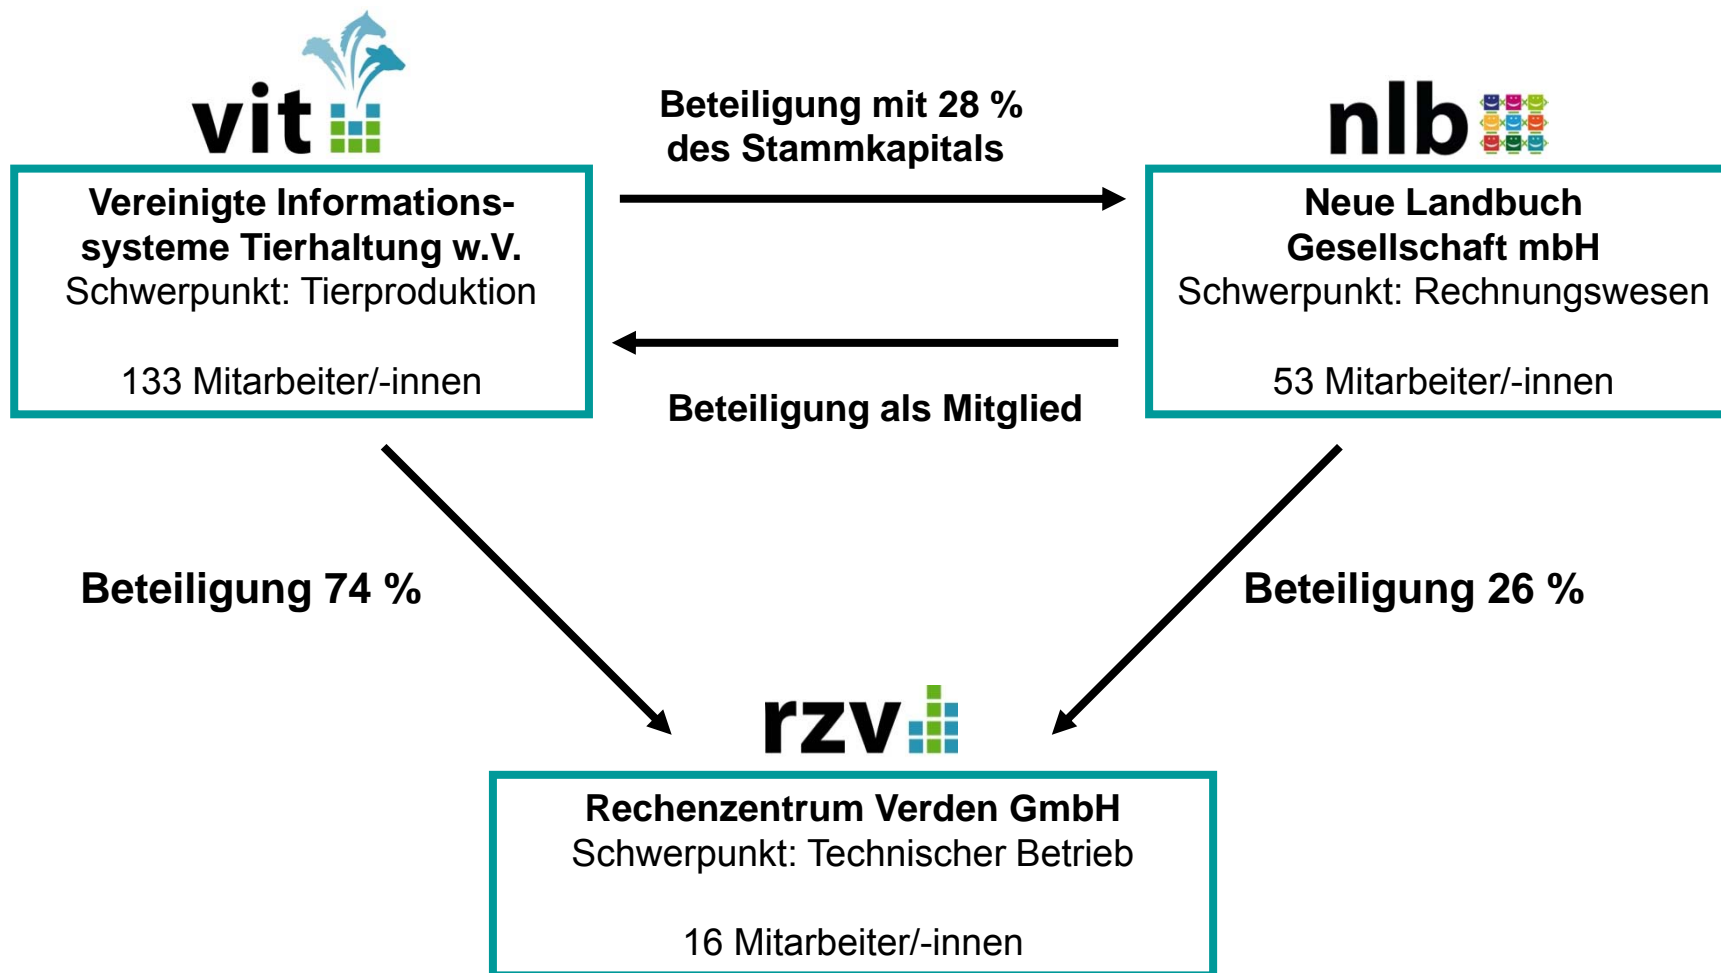 vit
Beteiligung mit 28 %
des Stammkapitals
nlb
Vereinigte Informations-
systeme Tierhaltung w.V.
Schwerpunkt: Tierproduktion
133 Mitarbeiter/-innen
Neue Landbuch
Gesellschaft mbH
Schwerpunkt: Rechnungswesen
53 Mitarbeiter/-innen
Beteiligung als Mitglied
Beteiligung 74 %
Beteiligung 26 %
rzv
Rechenzentrum Verden GmbH
Schwerpunkt: Technischer Betrieb
16 Mitarbeiter/-innen